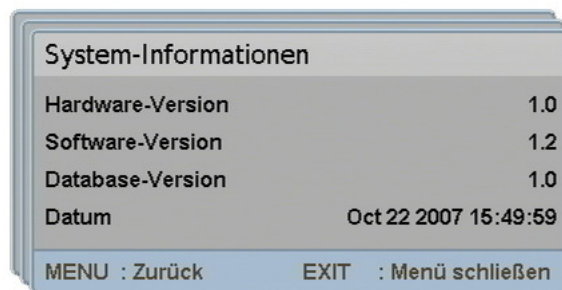 System-Informationen
Hardware-Version 1.0
Software-Version 1.2
Database-Version 1.0
Datum Oct 22 2007 15:49:59
MENU : Zurück EXIT : Menü schließen